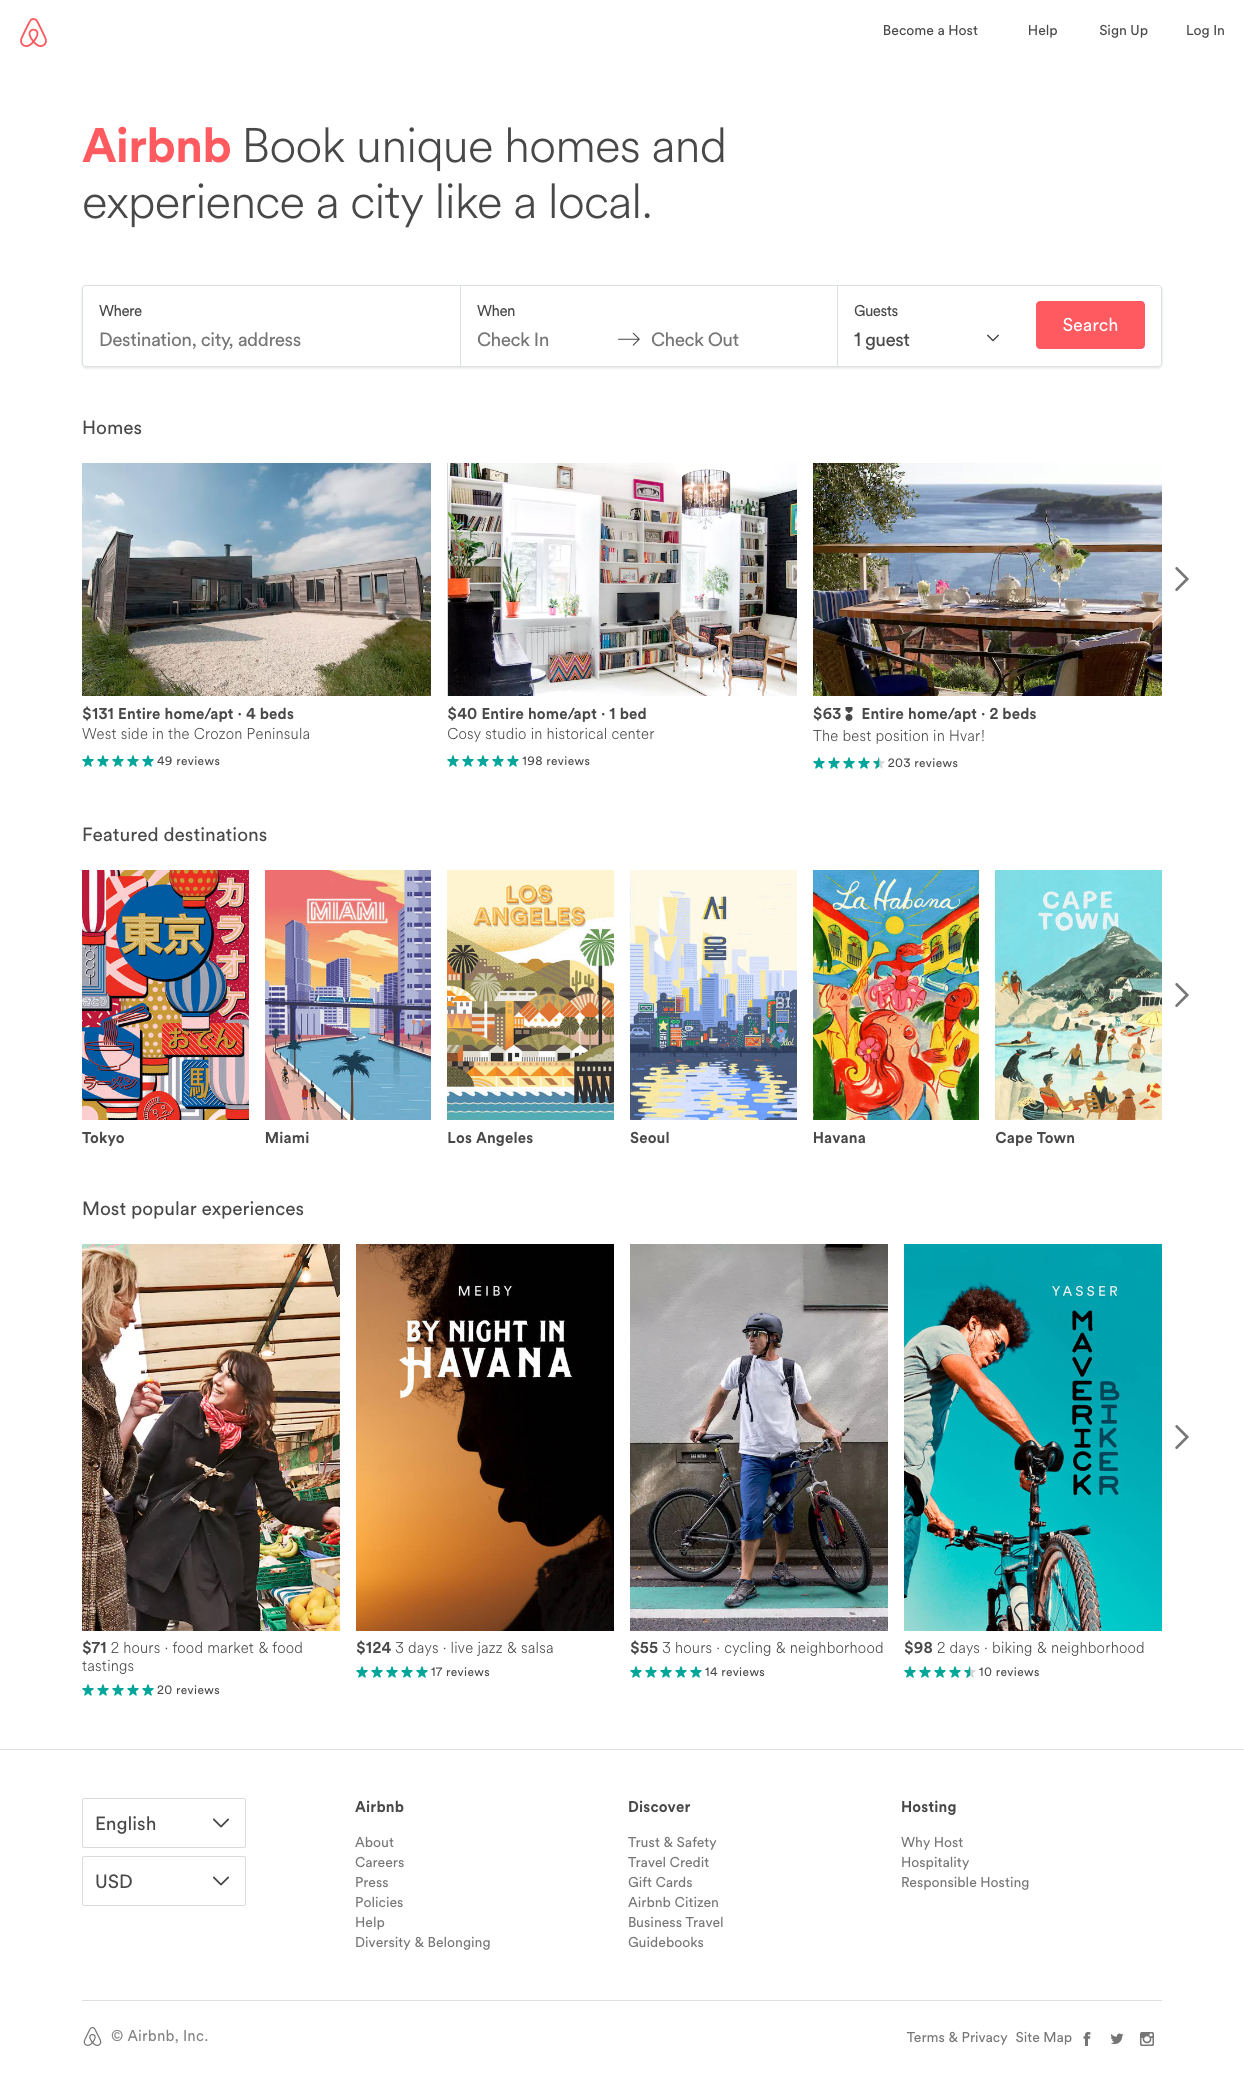 Become a Host Help Sign Up Log In
Airbnb Book unique homes and
experience a city like a local.
Where When Guests
Destination, city, address Check In Check Out 1 guest Search
Homes
$131 Entire home/apt · 4 beds
West side in the Crozon Peninsula
49 reviews
$40 Entire home/apt · 1 bed
Cosy studio in historical center
198 reviews
$63 Entire home/apt · 2 beds
The best position in Hvar!
203 reviews
Featured destinations
東京
カラオケ
おでん
ラーメン
駅
MIAMI
LOS
ANGELES
서
울
La Habana
CAPE
TOWN
Tokyo Miami Los Angeles Seoul Havana Cape Town
Most popular experiences
MEIBY
BY NIGHT IN
HAVANA
YASSER
MAVERICK
BIKER
$71 2 hours · food market & food
tastings
20 reviews
$124 3 days · live jazz & salsa
17 reviews
$55 3 hours · cycling & neighborhood
14 reviews
$98 2 days · biking & neighborhood
10 reviews
English
USD
Airbnb
About
Careers
Press
Policies
Help
Diversity & Belonging
Discover
Trust & Safety
Travel Credit
Gift Cards
Airbnb Citizen
Business Travel
Guidebooks
Hosting
Why Host
Hospitality
Responsible Hosting
© Airbnb, Inc.
Terms & Privacy Site Map